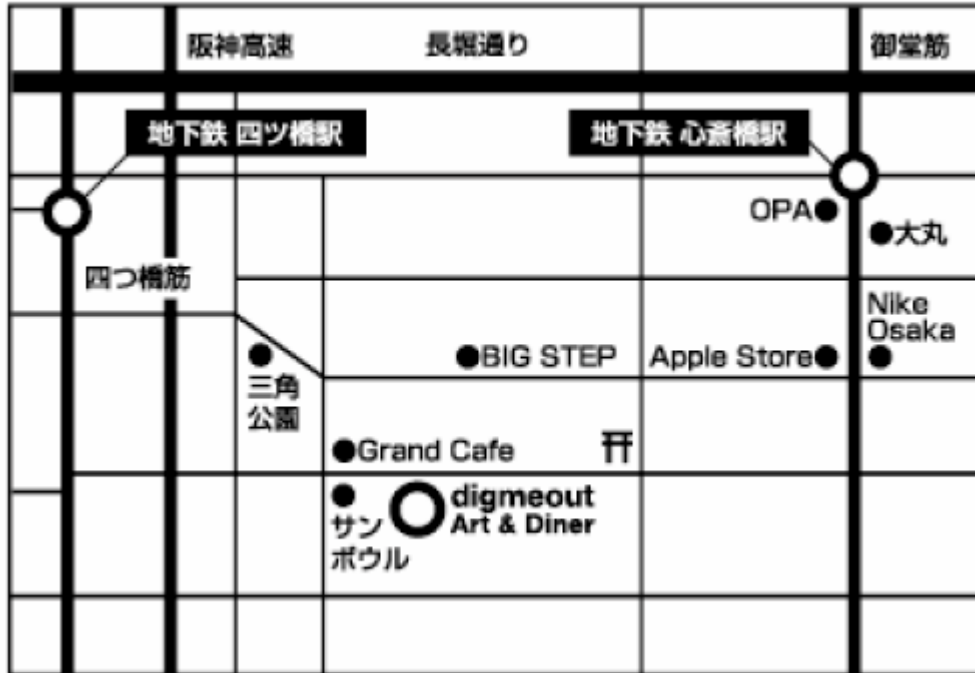 阪神高速
長堀通り
御堂筋
地下鉄 四ツ橋駅
地下鉄 心斎橋駅
OPA
大丸
四つ橋筋
Nike
Osaka
BIG STEP
Apple Store
三角
公園
Grand Cafe
digmeout
Art & Diner
サン
ボウル